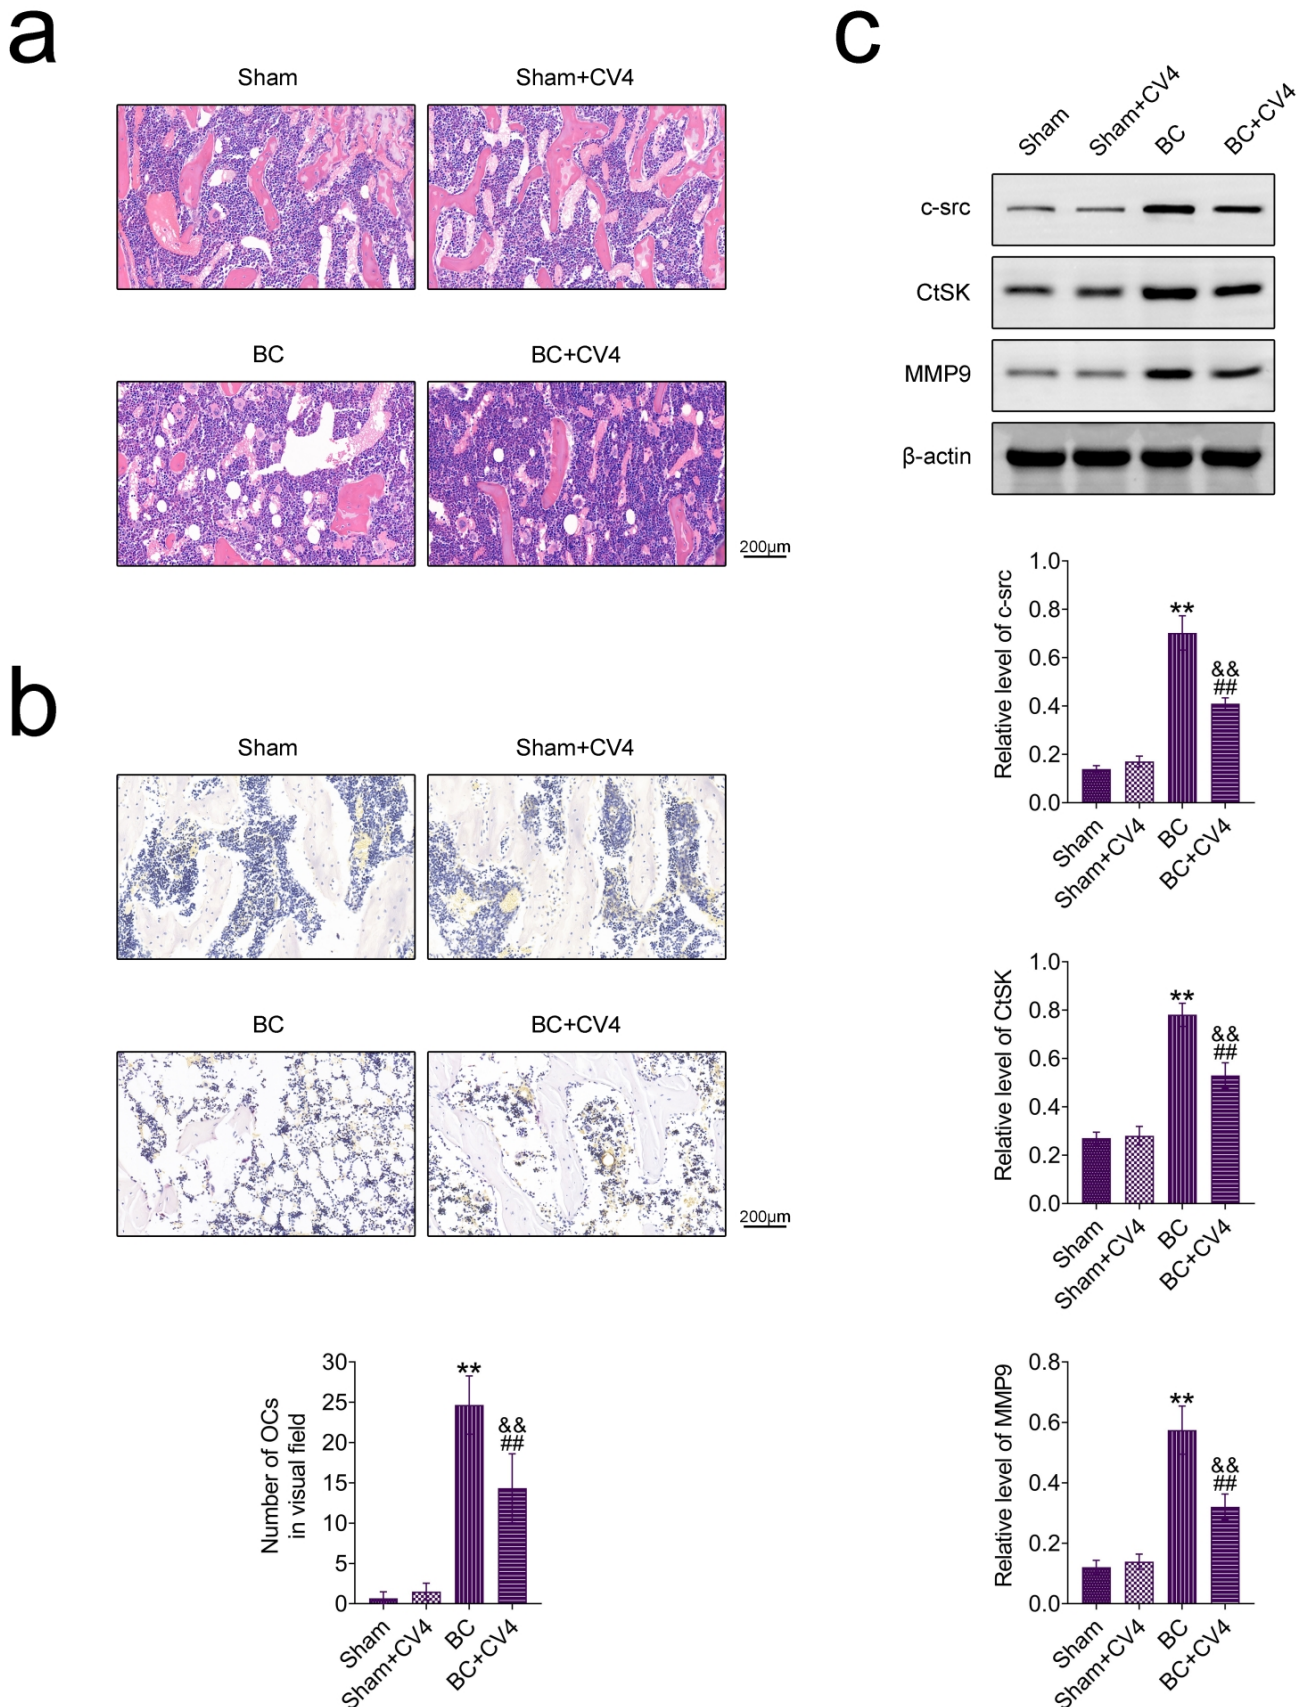 a
Sham
Sham+CV4
BC
BC+CV4
200μm
b
Sham
Sham+CV4
BC
BC+CV4
200μm
Number of OCs
in visual field
30
25
20
15
10
5
0
**
&&
##
Sham
Sham+CV4
BC
BC+CV4
c
Sham
Sham+CV4
BC
BC+CV4
c-src
CtSK
MMP9
β-actin
Relative level of c-src
1.0
0.8
0.6
0.4
0.2
0.0
**
&&
##
Sham
Sham+CV4
BC
BC+CV4
Relative level of CtSK
1.0
0.8
0.6
0.4
0.2
0.0
**
&&
##
Sham
Sham+CV4
BC
BC+CV4
Relative level of MMP9
0.8
0.6
0.4
0.2
0.0
**
&&
##
Sham
Sham+CV4
BC
BC+CV4